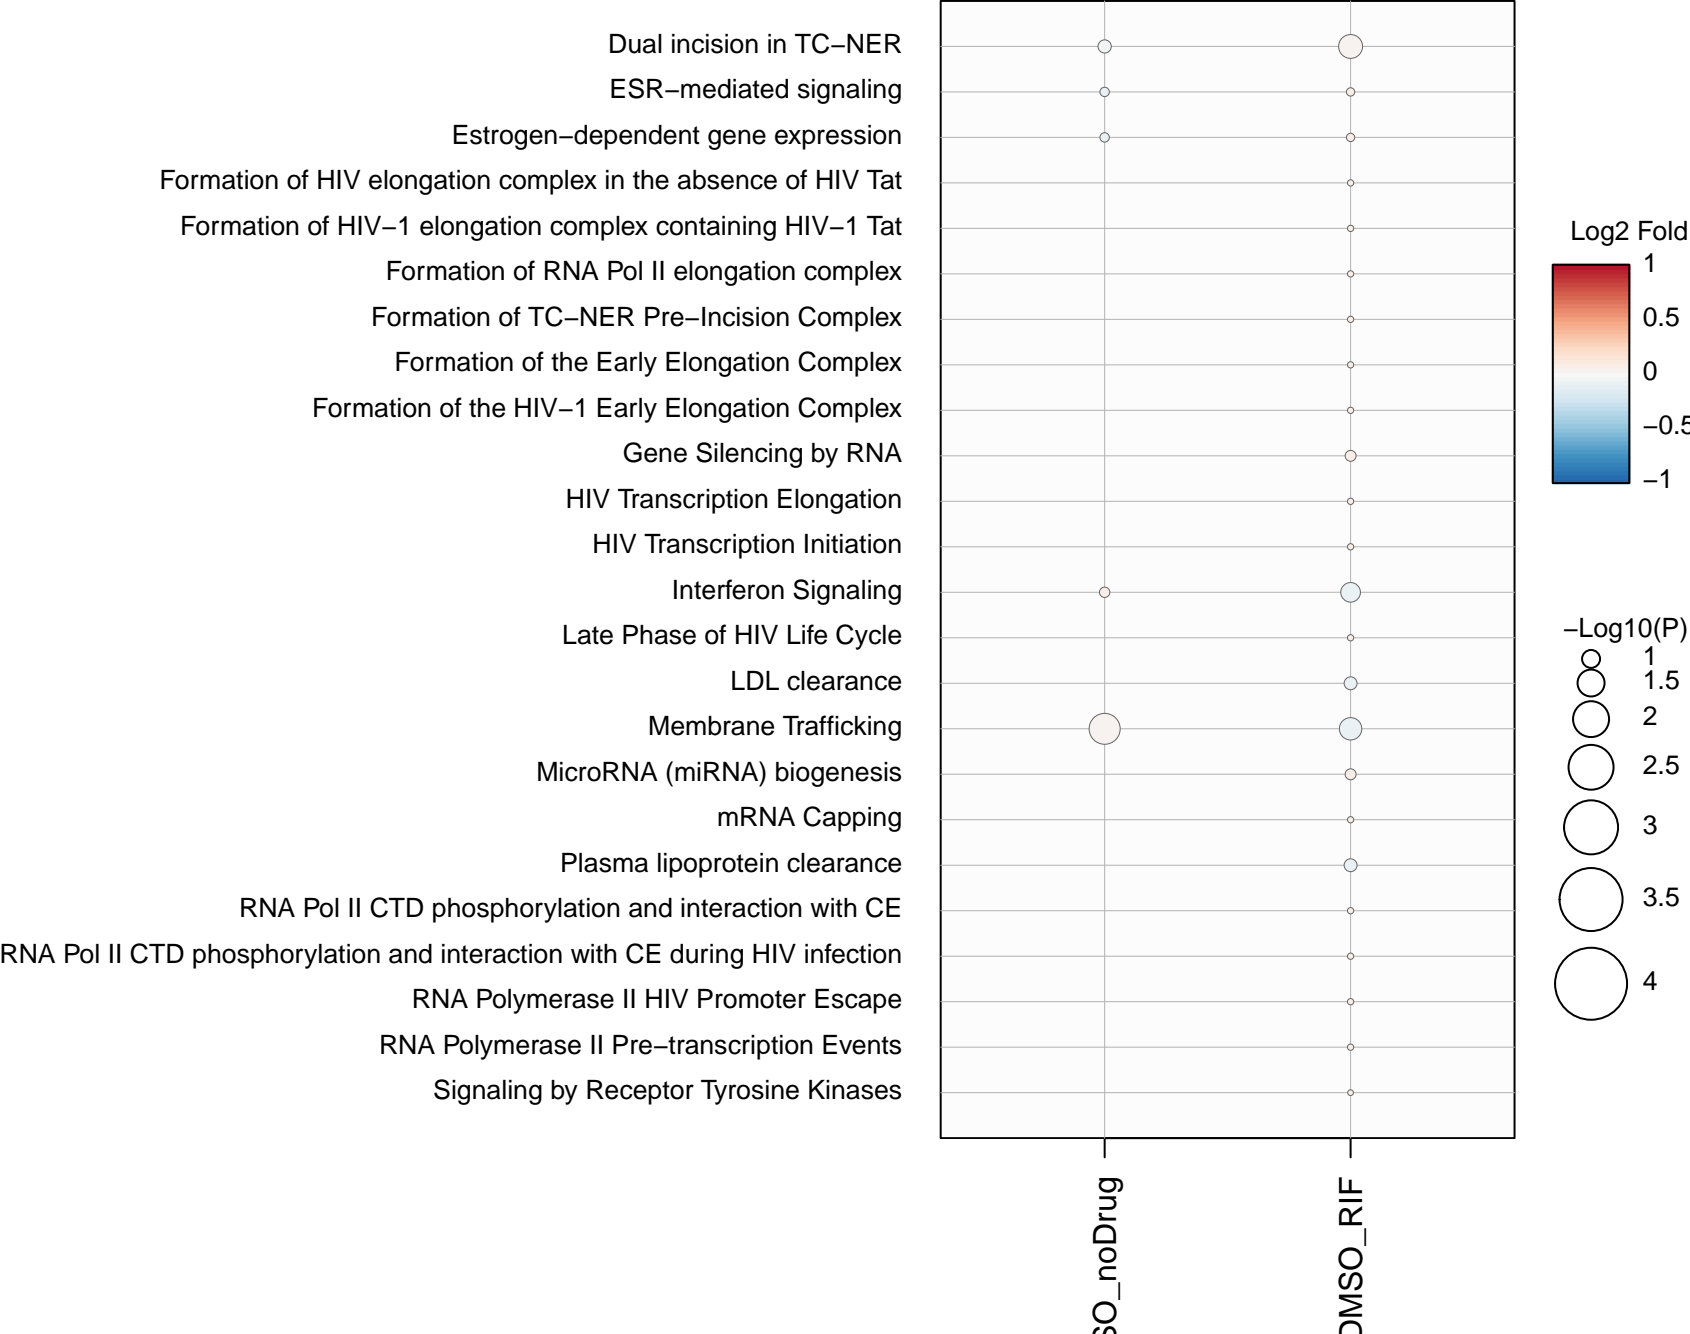 Dual incision in TC−NER
ESR−mediated signaling
Estrogen−dependent gene expression
Formation of HIV elongation complex in the absence of HIV Tat
Formation of HIV−1 elongation complex containing HIV−1 Tat
Formation of RNA Pol II elongation complex
Formation of TC−NER Pre−Incision Complex
Formation of the Early Elongation Complex
Formation of the HIV−1 Early Elongation Complex
Gene Silencing by RNA
HIV Transcription Elongation
HIV Transcription Initiation
Interferon Signaling
Late Phase of HIV Life Cycle
LDL clearance
Membrane Trafficking
MicroRNA (miRNA) biogenesis
mRNA Capping
Plasma lipoprotein clearance
RNA Pol II CTD phosphorylation and interaction with CE
RNA Pol II CTD phosphorylation and interaction with CE during HIV infection
RNA Polymerase II HIV Promoter Escape
RNA Polymerase II Pre−transcription Events
Signaling by Receptor Tyrosine Kinases
SO_noDrug
DMSO_RIF
Log2 Fold
1
0.5
0
−0.5
−1
−Log10(P)
1
1.5
2
2.5
3
3.5
4